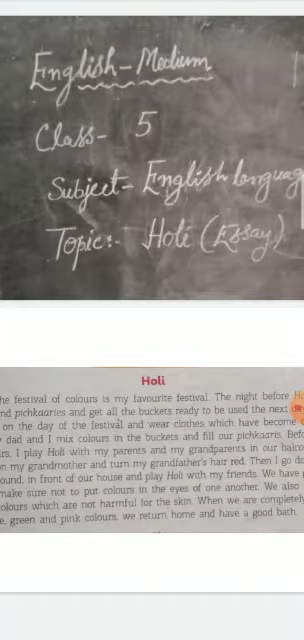 English-Medium
Class- 5
Subject- English Languag
Topic:- Holi (Essay)
Holi
he festival of colours is my favourite festival. The night before H
nd pichkaaries and get all the buckets ready to be used the next
on the day of the festival and wear clothes which have become
dad and I mix colours in the buckets and fill our pichkaaris. Befo
rs. I play Holi with my parents and my grandparents in our balco
n my grandmother and turn my grandfather's hair red. Then I go do
ound, in front of our house and play Holi with my friends. We have
make sure not to put colours in the eyes of one another. We also
olours which are not harmful for the skin. When we are completely
e, green and pink colours, we return home and have a good bath.